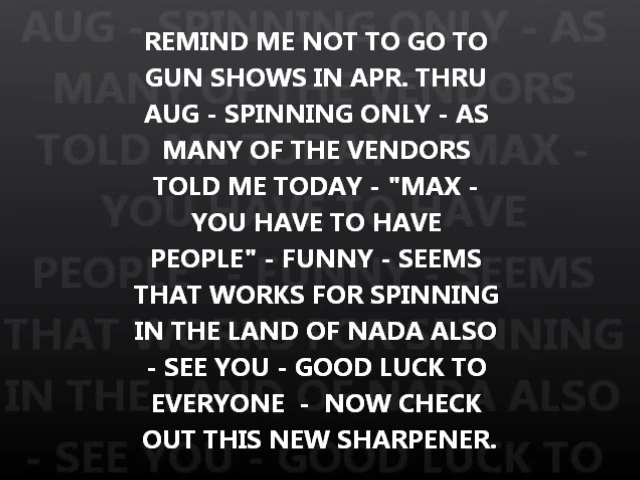 REMIND ME NOT TO GO TO
GUN SHOWS IN APR. THRU
AUG - SPINNING ONLY - AS
MANY OF THE VENDORS
TOLD ME TODAY - "MAX -
YOU HAVE TO HAVE
PEOPLE" - FUNNY - SEEMS
THAT WORKS FOR SPINNING
IN THE LAND OF NADA ALSO
- SEE YOU - GOOD LUCK TO
EVERYONE - NOW CHECK
OUT THIS NEW SHARPENER.